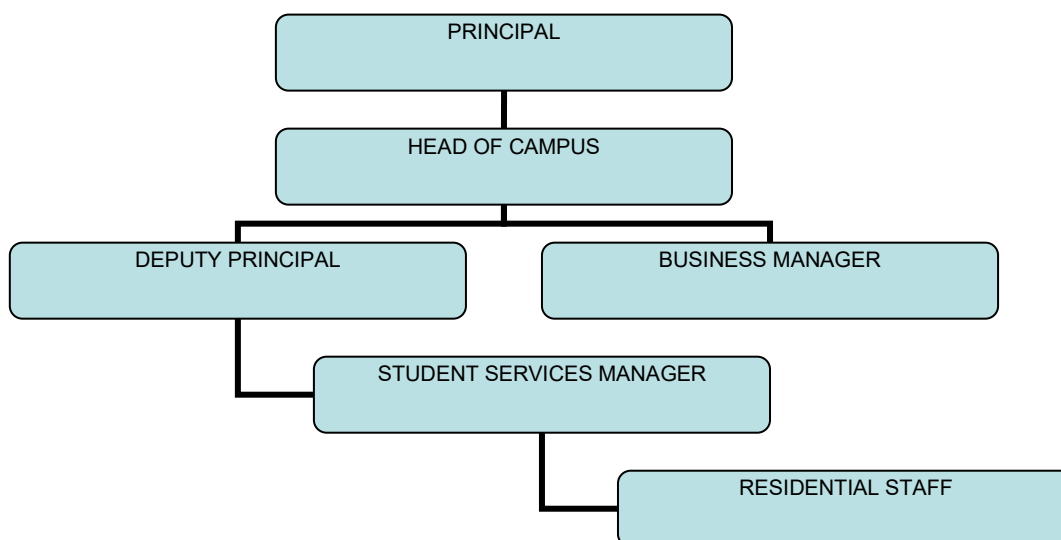 PRINCIPAL
HEAD OF CAMPUS
DEPUTY PRINCIPAL
BUSINESS MANAGER
STUDENT SERVICES MANAGER
RESIDENTIAL STAFF